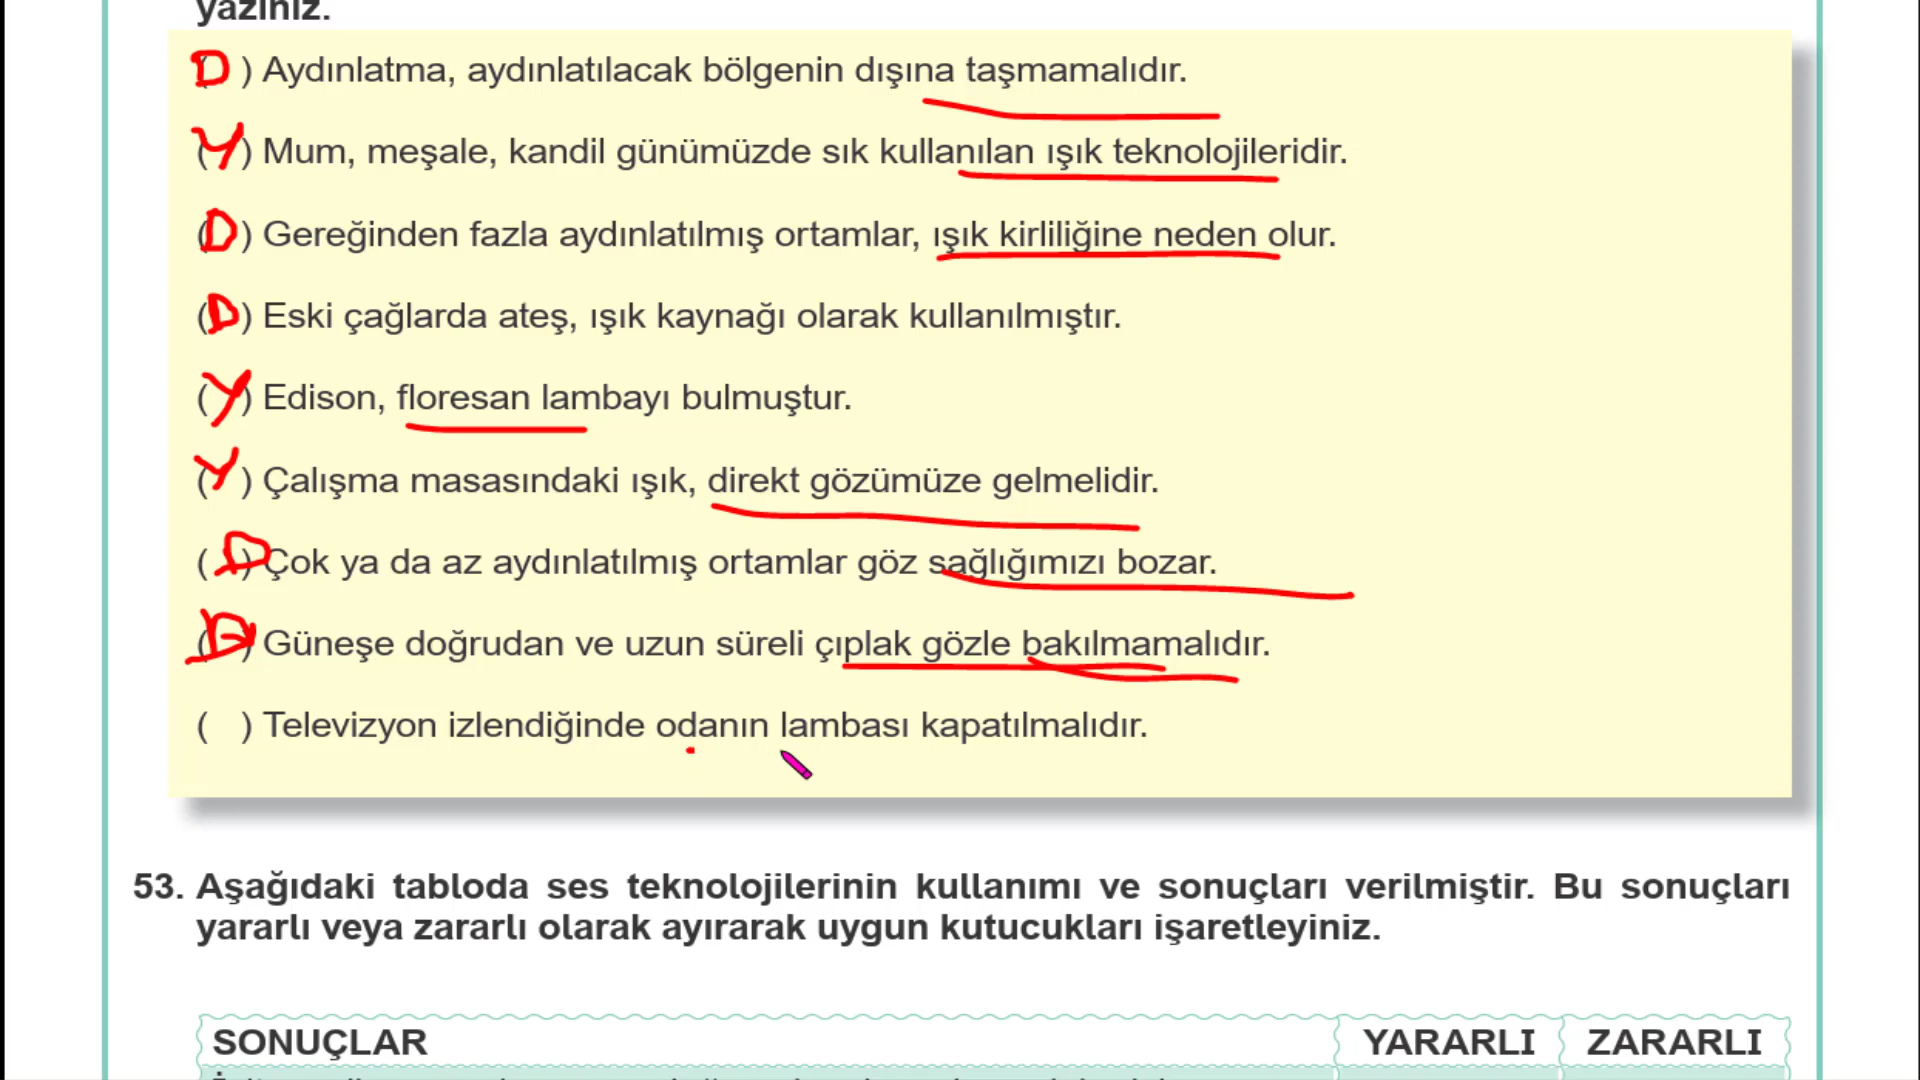 yazınız.
(D) Aydınlatma, aydınlatılacak bölgenin dışına taşmamalıdır.
(Y) Mum, meşale, kandil günümüzde sık kullanılan ışık teknolojileridir.
(D) Gereğinden fazla aydınlatılmış ortamlar, ışık kirliliğine neden olur.
(D) Eski çağlarda ateş, ışık kaynağı olarak kullanılmıştır.
(Y) Edison, floresan lambayı bulmuştur.
(Y) Çalışma masasındaki ışık, direkt gözümüze gelmelidir.
(D) Çok ya da az aydınlatılmış ortamlar göz sağlığımızı bozar.
(D) Güneşe doğrudan ve uzun süreli çıplak gözle bakılmamalıdır.
( ) Televizyon izlendiğinde odanın lambası kapatılmalıdır.
53. Aşağıdaki tabloda ses teknolojilerinin kullanımı ve sonuçları verilmiştir. Bu sonuçları
yararlı veya zararlı olarak ayırarak uygun kutucukları işaretleyiniz.
SONUÇLAR YARARLI ZARARLI